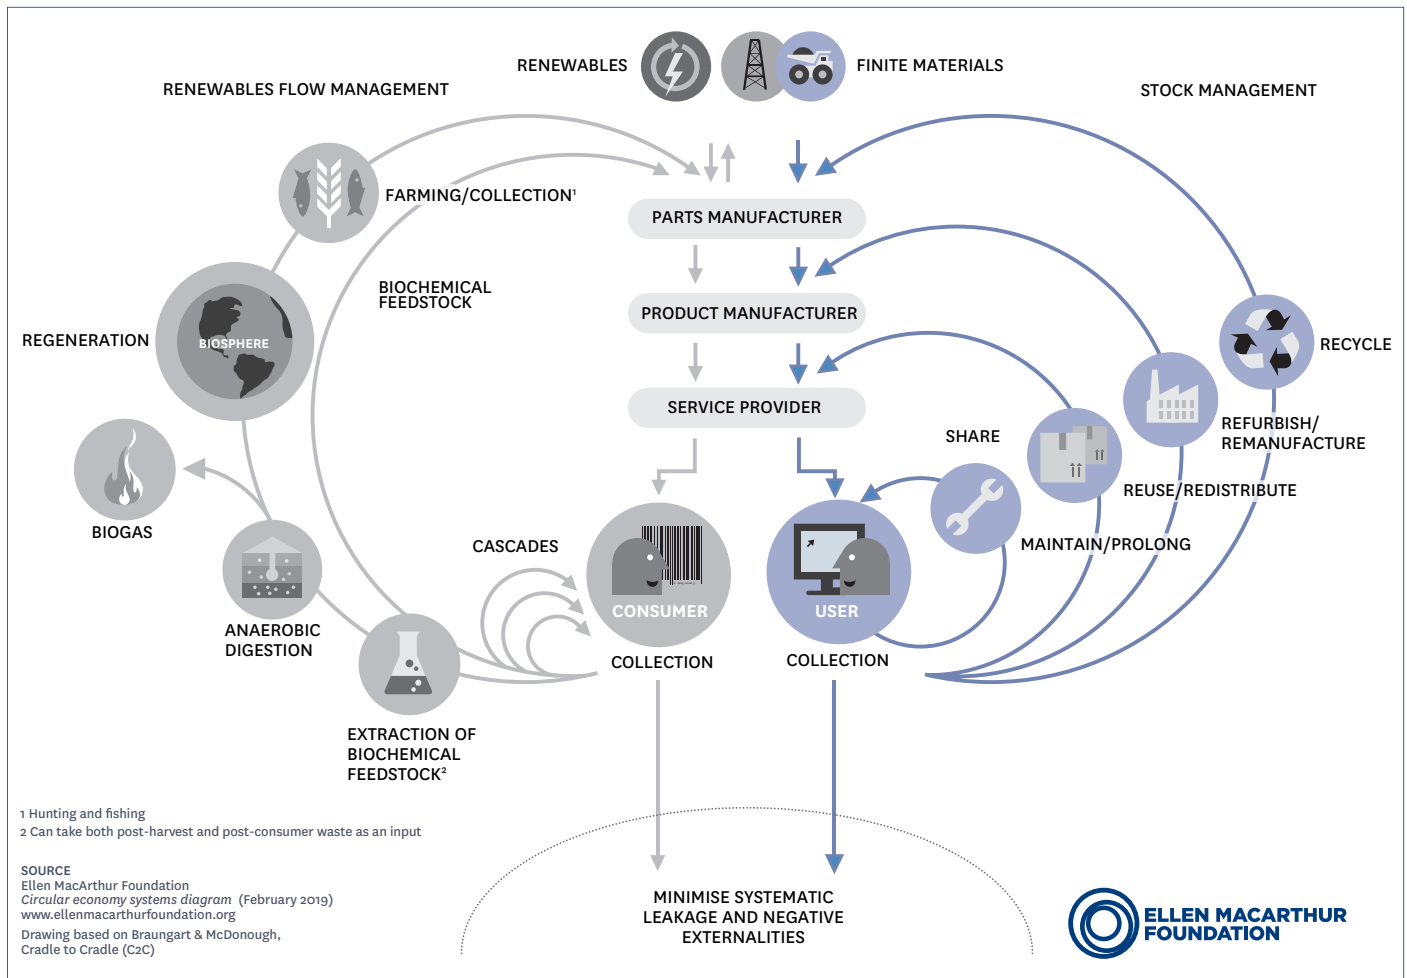 RENEWABLES
FINITE MATERIALS
RENEWABLES FLOW MANAGEMENT
STOCK MANAGEMENT
FARMING/COLLECTION¹
PARTS MANUFACTURER
BIOCHEMICAL
FEEDSTOCK
PRODUCT MANUFACTURER
REGENERATION
BIOSPHERE
RECYCLE
SERVICE PROVIDER
SHARE
REFURBISH/
REMANUFACTURE
REUSE/REDISTRIBUTE
BIOGAS
CASCADES
MAINTAIN/PROLONG
CONSUMER
USER
ANAEROBIC
DIGESTION
COLLECTION
COLLECTION
EXTRACTION OF
BIOCHEMICAL
FEEDSTOCK²
1 Hunting and fishing
2 Can take both post-harvest and post-consumer waste as an input
SOURCE
Ellen MacArthur Foundation
Circular economy systems diagram (February 2019)
www.ellenmacarthurfoundation.org
Drawing based on Braungart & McDonough,
Cradle to Cradle (C2C)
MINIMISE SYSTEMATIC
LEAKAGE AND NEGATIVE
EXTERNALITIES
ELLEN MACARTHUR
FOUNDATION